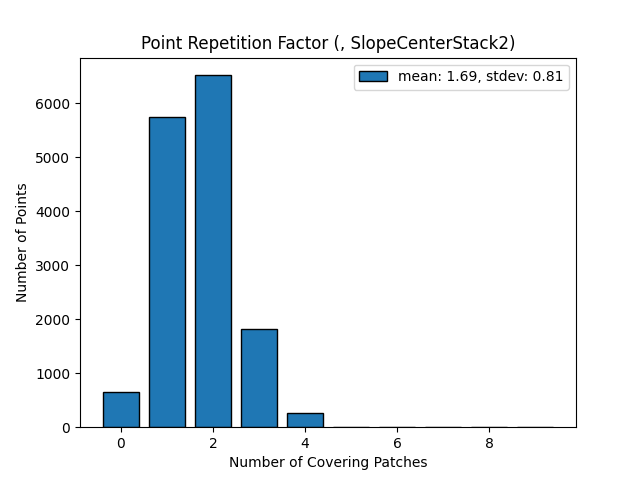 Point Repetition Factor (, SlopeCenterStack2)
mean: 1.69, stdev: 0.81
Number of Points
6000
5000
4000
3000
2000
1000
0
0 2 4 6 8
Number of Covering Patches